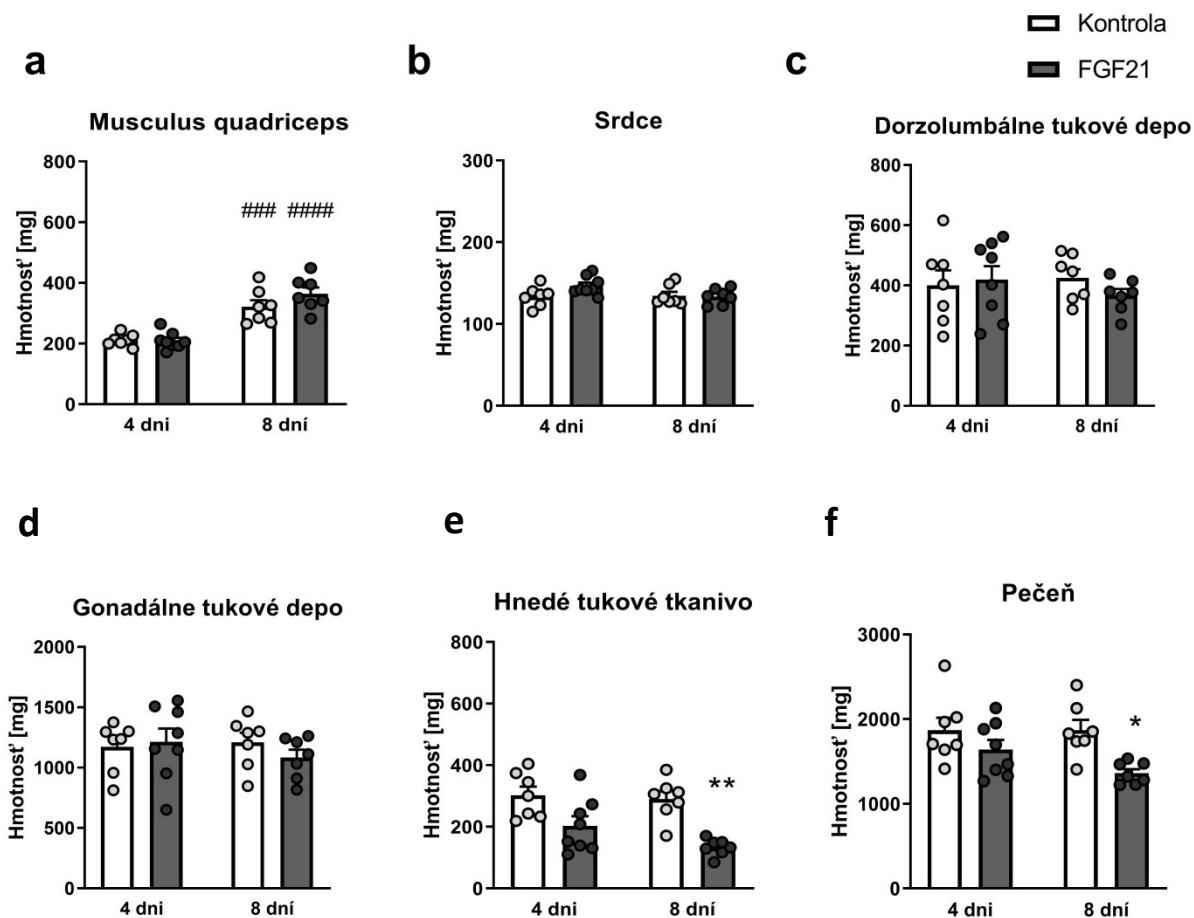 Kontrola
FGF21
a
b
c
Musculus quadriceps
Srdce
Dorzolumbálne tukové depo
Hmotnosť [mg]
800
600
400
200
0
### ####
4 dni 8 dní
Hmotnosť [mg]
300
200
100
0
4 dni 8 dní
Hmotnosť [mg]
800
600
400
200
0
4 dni 8 dní
d
e
f
Gonadálne tukové depo
Hnedé tukové tkanivo
Pečeň
Hmotnosť [mg]
2000
1500
1000
500
0
4 dni 8 dní
Hmotnosť [mg]
800
600
400
200
0
**
4 dni 8 dní
Hmotnosť [mg]
3000
2000
1000
0
*
4 dni 8 dní